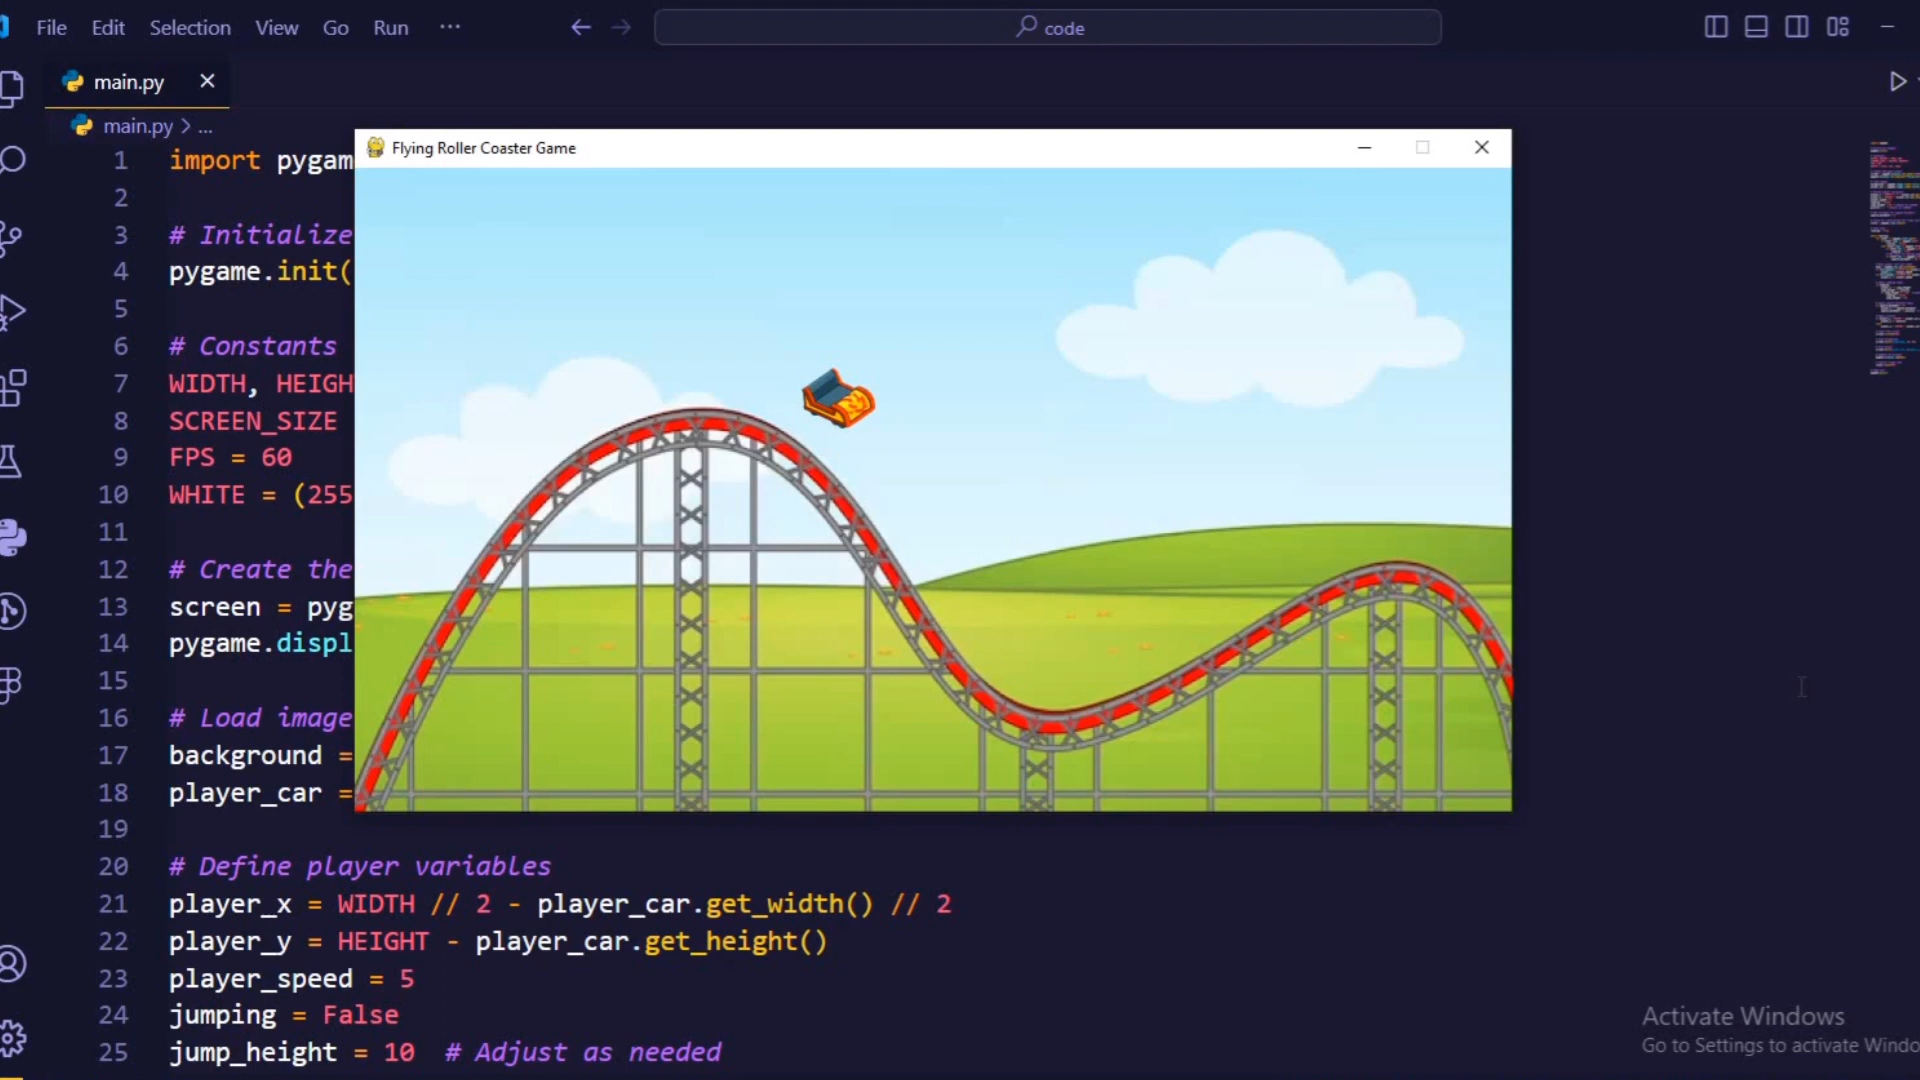 File Edit Selection View Go Run ...
code
main.py
main.py > ...
Flying Roller Coaster Game
1 import pygam
2
3 # Initialize
4 pygame.init(
5
6 # Constants
7 WIDTH, HEIGH
8 SCREEN_SIZE
9 FPS = 60
10 WHITE = (255
11
12 # Create the
13 screen = pyg
14 pygame.displ
15
16 # Load image
17 background =
18 player_car =
19
20 # Define player variables
21 player_x = WIDTH // 2 - player_car.get_width() // 2
22 player_y = HEIGHT - player_car.get_height()
23 player_speed = 5
24 jumping = False
25 jump_height = 10 # Adjust as needed
Activate Windows
Go to Settings to activate Windo